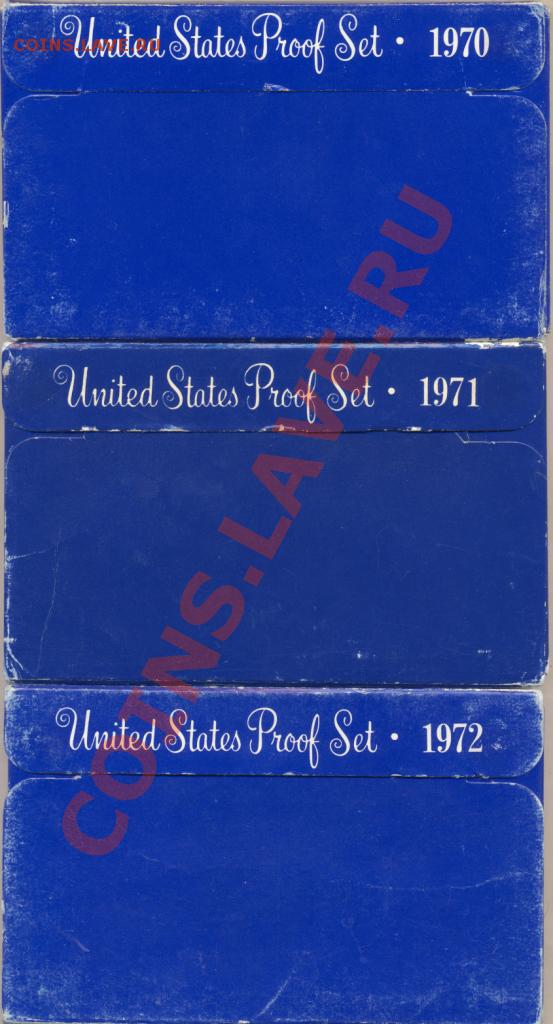 COINS.LAVE.RU
United States Proof Set · 1970
United States Proof Set · 1971
United States Proof Set · 1972
COINS.LAVE.RU